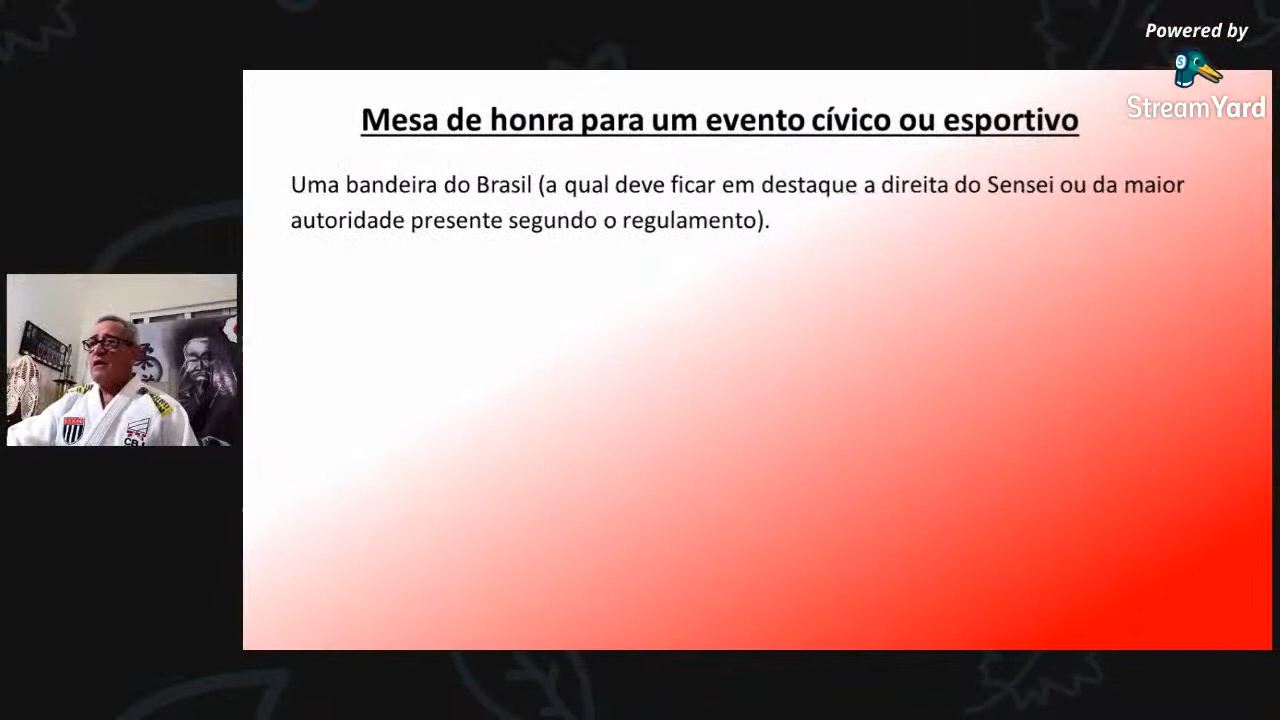 Powered by
StreamYard
Mesa de honra para um evento cívico ou esportivo
Uma bandeira do Brasil (a qual deve ficar em destaque a direita do Sensei ou da maior
autoridade presente segundo o regulamento).